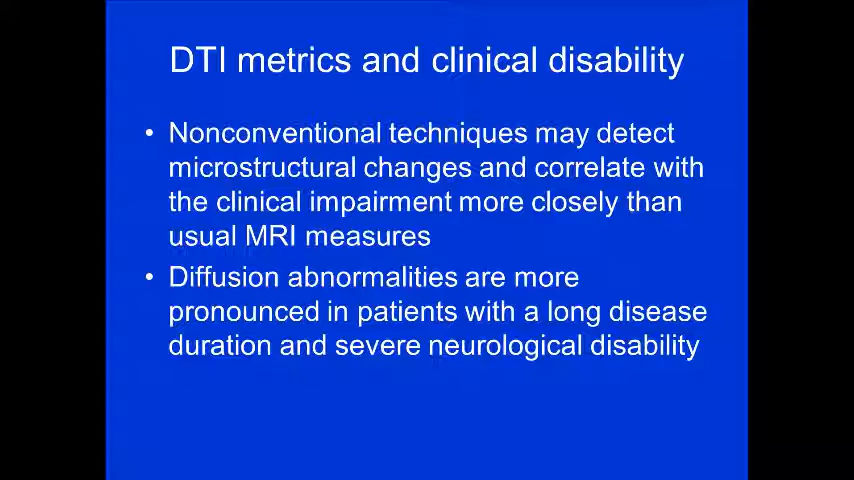 DTI metrics and clinical disability
• Nonconventional techniques may detect
microstructural changes and correlate with
the clinical impairment more closely than
usual MRI measures
• Diffusion abnormalities are more
pronounced in patients with a long disease
duration and severe neurological disability